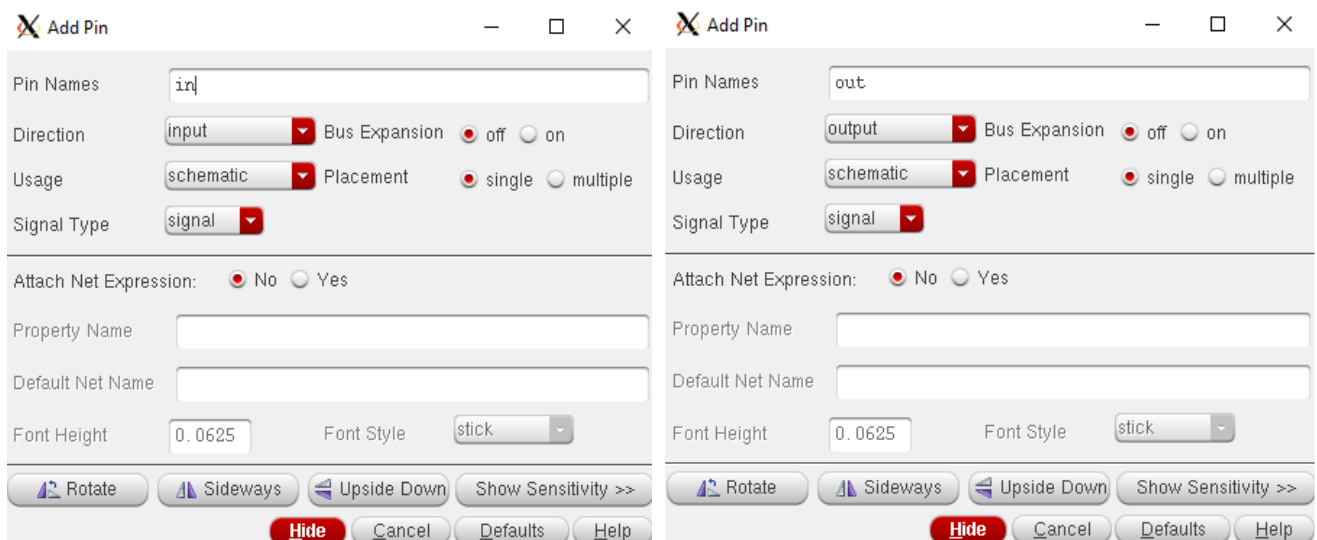 Add Pin
Pin Names in
Direction input Bus Expansion off on
Usage schematic Placement single multiple
Signal Type signal
Attach Net Expression: No Yes
Property Name
Default Net Name
Font Height 0.0625 Font Style stick
Rotate Sideways Upside Down Show Sensitivity >>
Hide Cancel Defaults Help
Add Pin
Pin Names out
Direction output Bus Expansion off on
Usage schematic Placement single multiple
Signal Type signal
Attach Net Expression: No Yes
Property Name
Default Net Name
Font Height 0.0625 Font Style stick
Rotate Sideways Upside Down Show Sensitivity >>
Hide Cancel Defaults Help